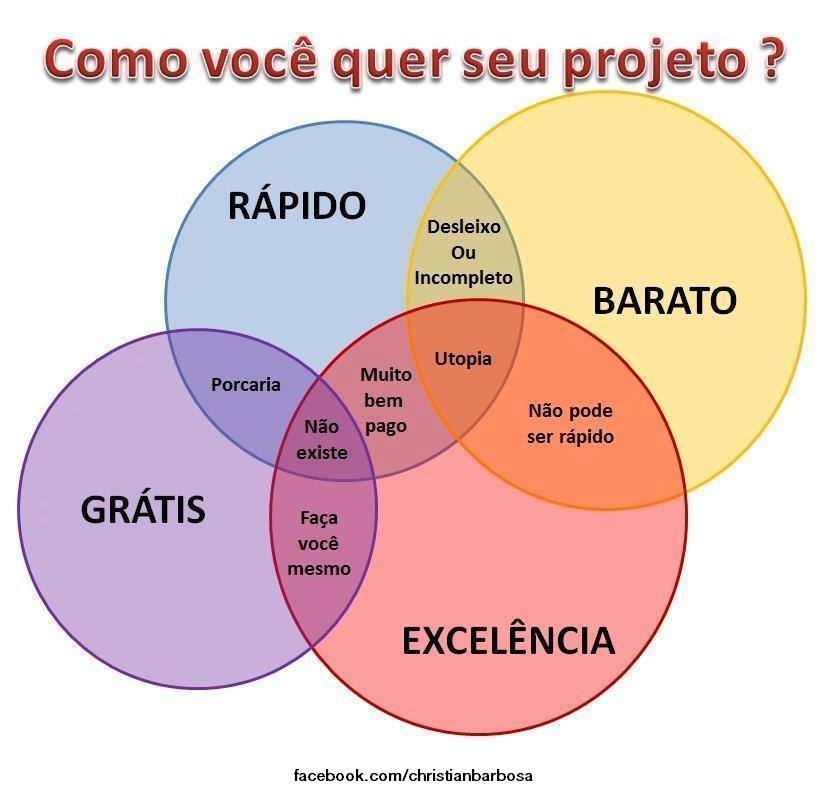 Como você quer seu projeto ?
RÁPIDO
Desleixo
Ou
Incompleto
BARATO
Utopia
Muito
bem
pago
Porcaria
Não
existe
Não pode
ser rápido
GRÁTIS
Faça
você
mesmo
EXCELÊNCIA
facebook.com/christianbarbosa